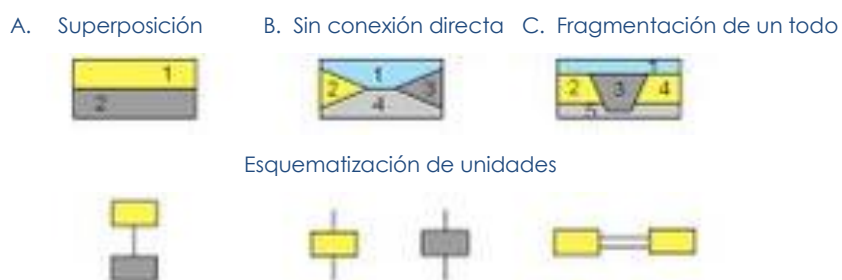 A. Superposición B. Sin conexión directa C. Fragmentación de un todo
1
2
1
2 3
4
1
2 3 4
5
Esquematización de unidades